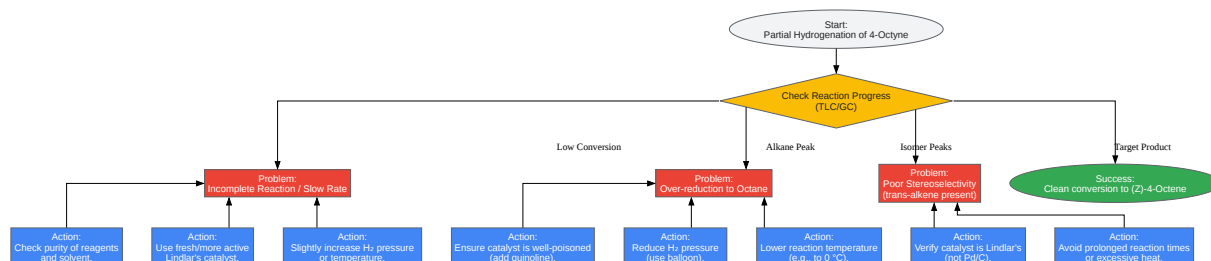 Start:
Partial Hydrogenation of 4-Octyne
Check Reaction Progress
(TLC/GC)
Low Conversion
Alkane Peak
Isomer Peaks
Target Product
Problem:
Incomplete Reaction / Slow Rate
Problem:
Over-reduction to Octane
Problem:
Poor Stereoselectivity
(trans-alkene present)
Success:
Clean conversion to (Z)-4-Octene
Action:
Check purity of reagents
and solvent.
Action:
Use fresh/more active
Lindlar's catalyst.
Action:
Slightly increase H₂ pressure
or temperature.
Action:
Ensure catalyst is well-poisoned
(add quinoline).
Action:
Reduce H₂ pressure
(use balloon).
Action:
Lower reaction temperature
(e.g., to 0 °C).
Action:
Verify catalyst is Lindlar's
(not Pd/C).
Action:
Avoid prolonged reaction times
or excessive heat.